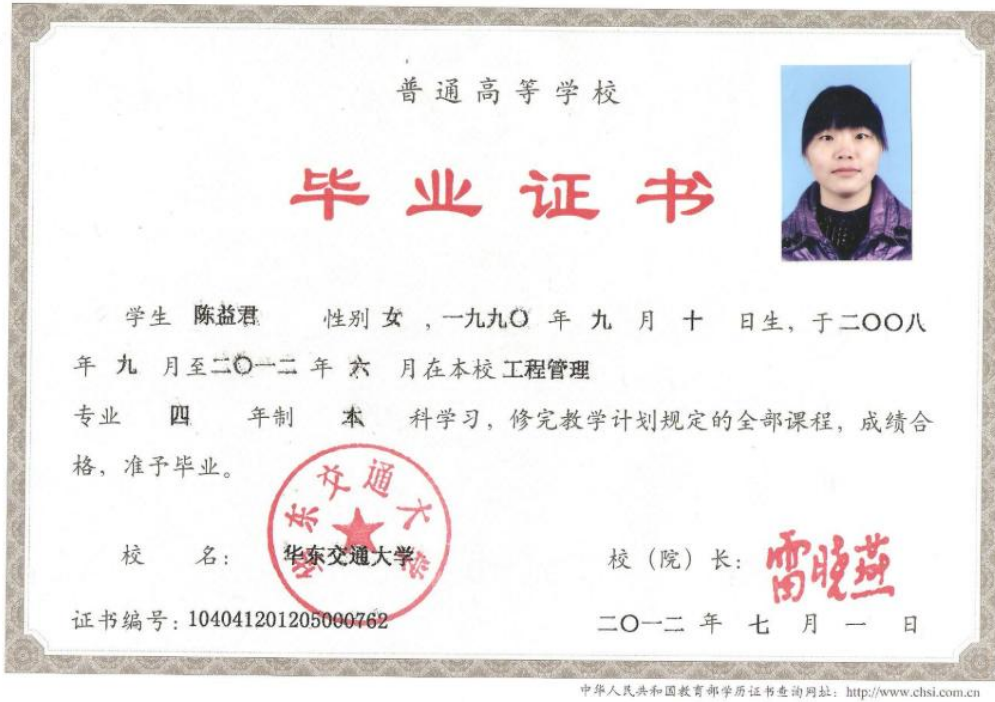 普通高等学校
毕业证书
学生 陈益君 性别 女 ，一九九〇 年 九 月 十 日生，于二〇〇八
年 九 月至二〇一二 年 六 月在本校 工程管理
专业 四 年制 本 科学习，修完教学计划规定的全部课程，成绩合
格，准予毕业。
华东交通大学
校 名： 华东交通大学
校（院）长： 雷晓燕
证书编号：104041201205000762
二〇一二 年 七 月 一 日
中华人民共和国教育部学历证书查询网址：http://www.chsi.com.cn